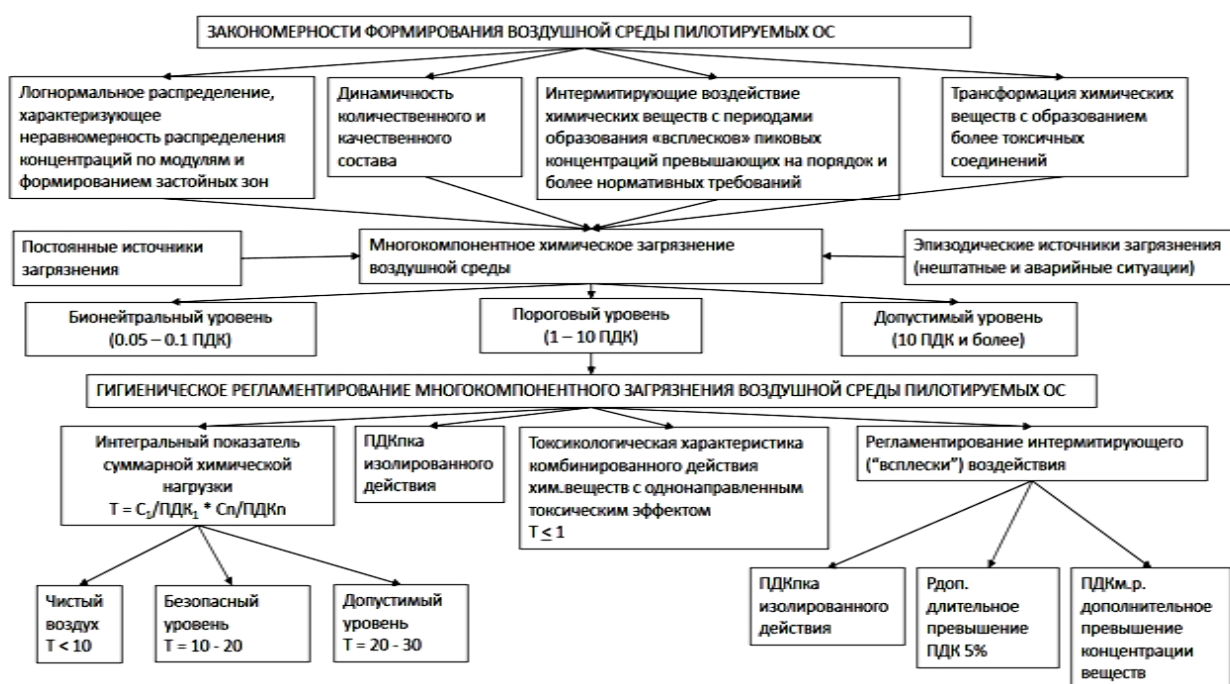 ЗАКОНОМЕРНОСТИ ФОРМИРОВАНИЯ ВОЗДУШНОЙ СРЕДЫ ПИЛОТИРУЕМЫХ ОС
Логнормальное распределение,
характеризующее
неравномерность распределения
концентраций по модулям и
формированием застойных зон
Динамичность
количественного и
качественного
состава
Интермитирующие воздействие
химических веществ с периодами
образования «всплесков» пиковых
концентраций превышающих на порядок и
более нормативных требований
Трансформация химических
веществ с образованием
более токсичных
соединений
Постоянные источники
загрязнения
Многокомпонентное химическое загрязнение
воздушной среды
Эпизодические источники загрязнения
(нештатные и аварийные ситуации)
Бионейтральный уровень
(0.05 – 0.1 ПДК)
Пороговый уровень
(1 – 10 ПДК)
Допустимый уровень
(10 ПДК и более)
ГИГИЕНИЧЕСКОЕ РЕГЛАМЕНТИРОВАНИЕ МНОГОКОМПОНЕНТНОГО ЗАГРЯЗНЕНИЯ ВОЗДУШНОЙ СРЕДЫ ПИЛОТИРУЕМЫХ ОС
Интегральный показатель
суммарной химической
нагрузки
T = C₁/ПДК₁ * Cn/ПДКn
ПДКпка
изолированного
действия
Токсикологическая характеристика
комбинированного действия
хим.веществ с однонаправленным
токсическим эффектом
T ≤ 1
Регламентирование интермитирующего
("всплески") воздействия
Чистый
воздух
T < 10
Безопасный
уровень
T = 10 - 20
Допустимый
уровень
T = 20 - 30
ПДКпка
изолированного
действия
Рдоп.
длительное
превышение
ПДК 5%
ПДКм.р.
дополнительное
превышение
концентрации
веществ